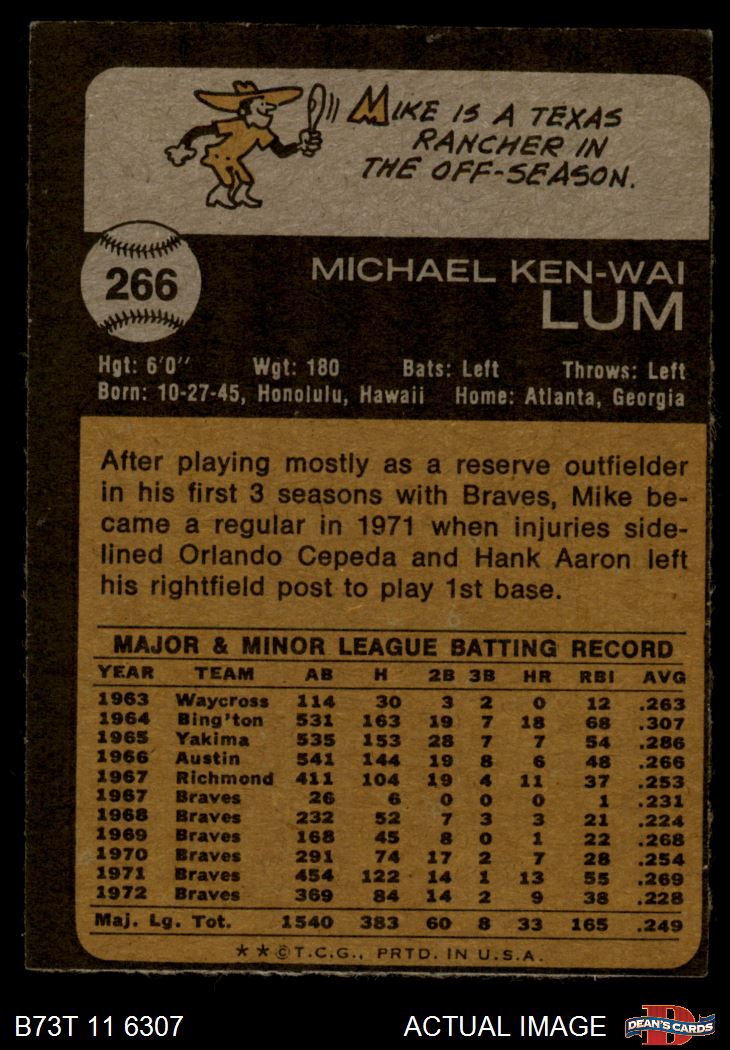 MIKE IS A TEXAS
RANCHER IN
THE OFF-SEASON.
266
MICHAEL KEN-WAI
LUM
Hgt: 6'0" Wgt: 180 Bats: Left Throws: Left
Born: 10-27-45, Honolulu, Hawaii Home: Atlanta, Georgia
After playing mostly as a reserve outfielder
in his first 3 seasons with Braves, Mike be-
came a regular in 1971 when injuries side-
lined Orlando Cepeda and Hank Aaron left
his rightfield post to play 1st base.
MAJOR & MINOR LEAGUE BATTING RECORD
YEAR TEAM AB H 2B 3B HR RBI AVG
1963 Waycross 114 30 3 2 0 12 .263
1964 Bing'ton 531 163 19 7 18 68 .307
1965 Yakima 535 153 28 7 7 54 .286
1966 Austin 541 144 19 8 6 48 .266
1967 Richmond 411 104 19 4 11 37 .253
1967 Braves 26 6 0 0 0 1 .231
1968 Braves 232 52 7 3 3 21 .224
1969 Braves 168 45 8 0 1 22 .268
1970 Braves 291 74 17 2 7 28 .254
1971 Braves 454 122 14 1 13 55 .269
1972 Braves 369 84 14 2 9 38 .228
Maj. Lg. Tot. 1540 383 60 8 33 165 .249
★★©T.C.G., PRTD. IN U.S.A.
B73T 11 6307 ACTUAL IMAGE
D
DEAN'S CARDS